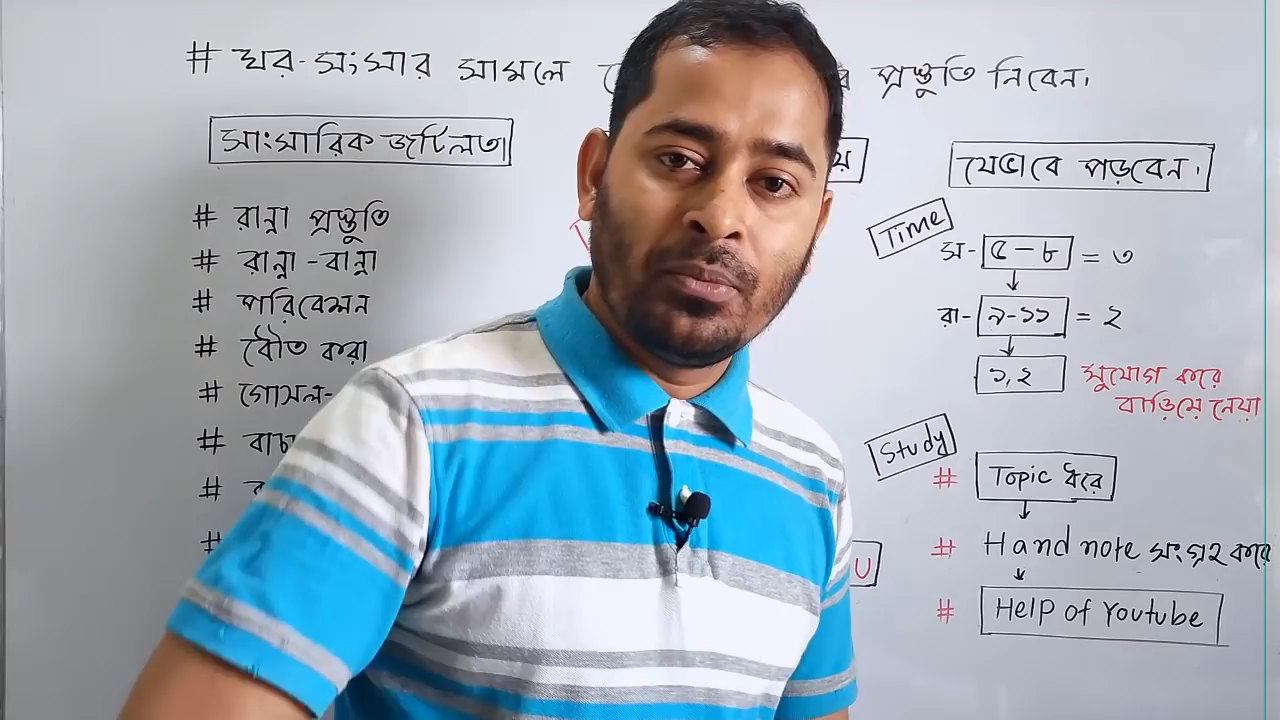 # ঘর-সংসার সামলে প্রস্তুতি নিবেন।
সাংসারিক জটিলতা
# রান্না প্রস্তুতি
# রান্না-বান্না
# পরিবেশন
# ধৌত করা
# গোসল-
#
#
#
যেভাবে পড়বেন।
Time
স- ৫-৮ = ৩
রা- ৯-১১ = ২
১,২ সুযোগ করে
বাড়িয়ে নেয়া
Study
# Topic ধরে
# Hand note সংগ্রহ করে
# Help of Youtube
U